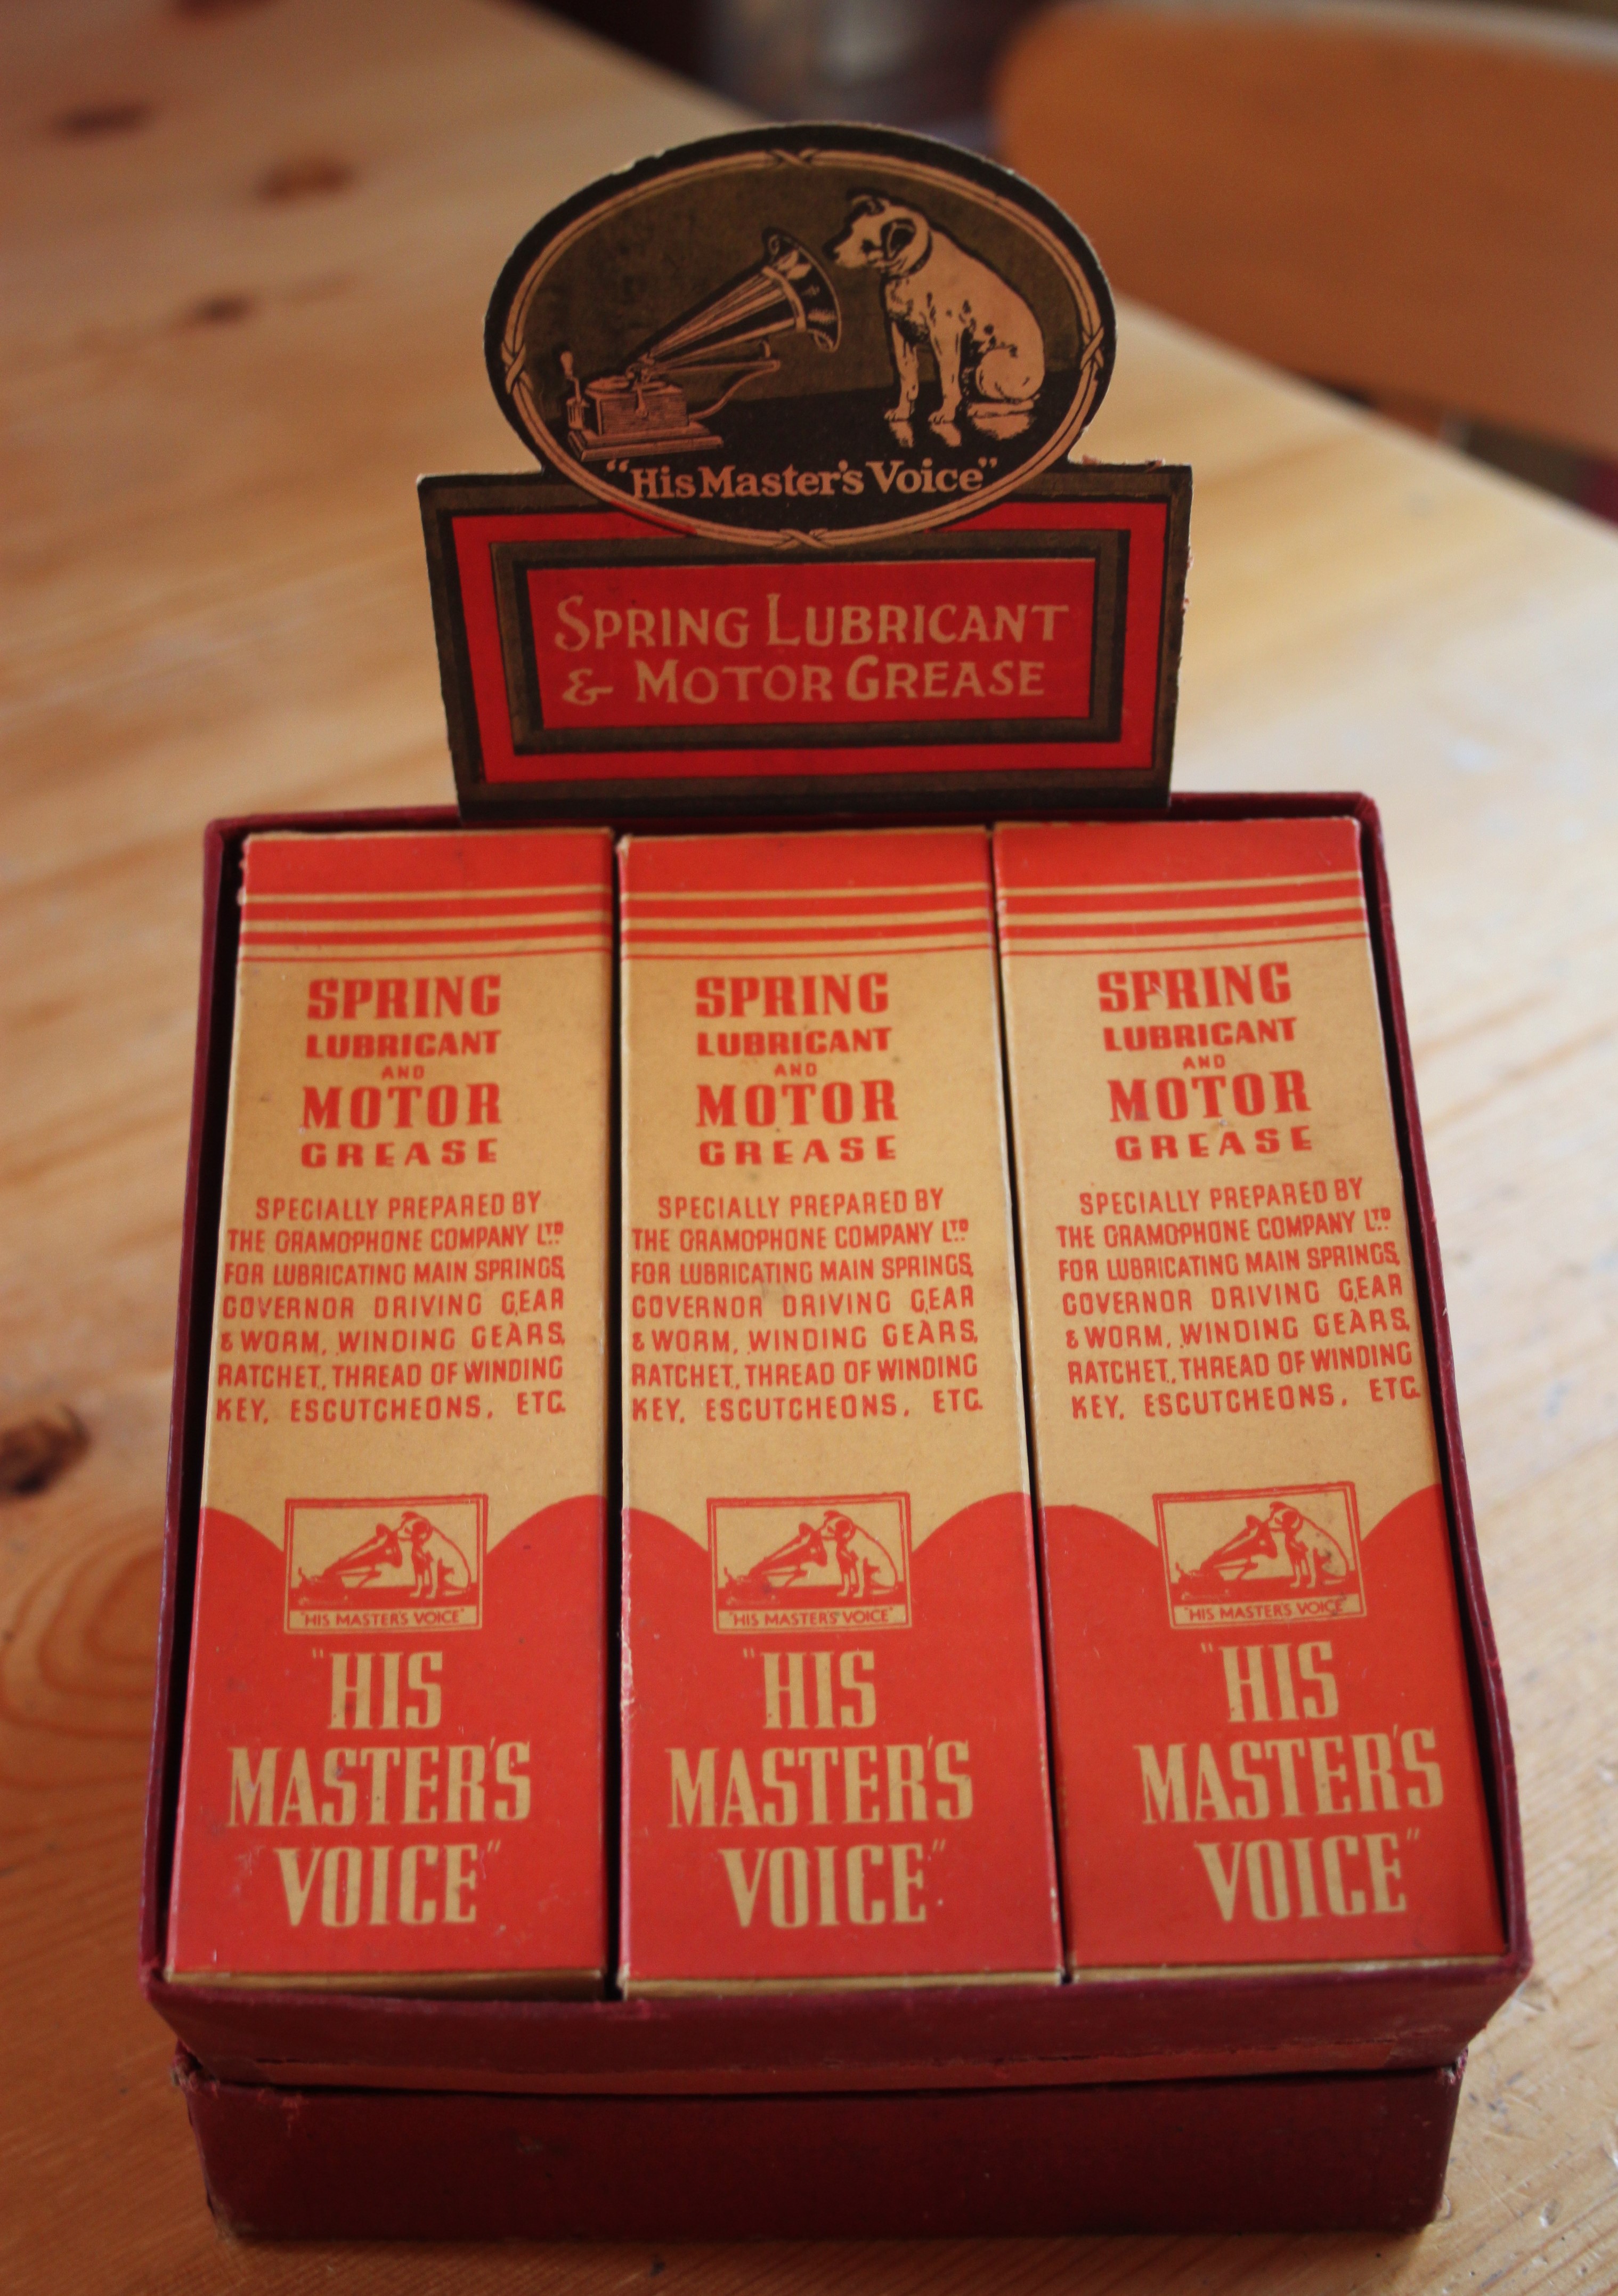 "His Master's Voice"
SPRING LUBRICANT
& MOTOR GREASE
SPRING
LUBRICANT
AND
MOTOR
GREASE
SPECIALLY PREPARED BY
THE GRAMOPHONE COMPANY LTD
FOR LUBRICATING MAIN SPRINGS,
GOVERNOR DRIVING GEAR
& WORM, WINDING GEARS,
RATCHET, THREAD OF WINDING
KEY, ESCUTCHEONS, ETC.
"HIS MASTER'S VOICE"
"HIS
MASTER'S
VOICE"
SPRING
LUBRICANT
AND
MOTOR
GREASE
SPECIALLY PREPARED BY
THE GRAMOPHONE COMPANY LTD
FOR LUBRICATING MAIN SPRINGS,
GOVERNOR DRIVING GEAR
& WORM, WINDING GEARS,
RATCHET, THREAD OF WINDING
KEY, ESCUTCHEONS, ETC.
"HIS MASTER'S VOICE"
"HIS
MASTER'S
VOICE"
SPRING
LUBRICANT
AND
MOTOR
GREASE
SPECIALLY PREPARED BY
THE GRAMOPHONE COMPANY LTD
FOR LUBRICATING MAIN SPRINGS,
GOVERNOR DRIVING GEAR
& WORM, WINDING GEARS,
RATCHET, THREAD OF WINDING
KEY, ESCUTCHEONS, ETC.
"HIS MASTER'S VOICE"
"HIS
MASTER'S
VOICE"